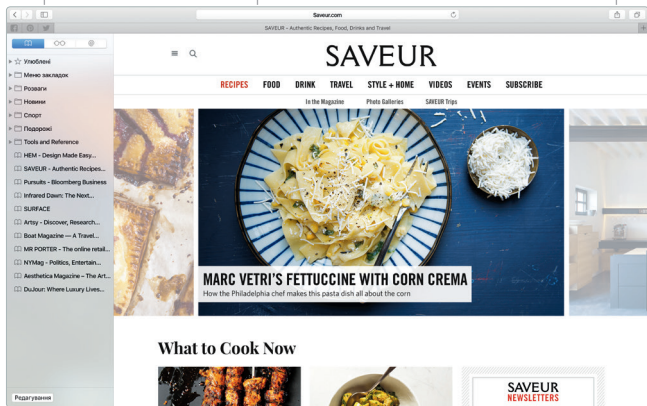 Saveur.com
SAVEUR - Authentic Recipes, Food, Drinks and Travel
Улюблені
Меню закладок
Розваги
Новини
Спорт
Подорожі
Tools and Reference
HEM - Design Made Easy...
SAVEUR - Authentic Recipes...
Pursuits - Bloomberg Business
Infrared Dawn: The Next...
SURFACE
Artsy - Discover, Research...
Boat Magazine — A Travel...
MR PORTER - The online retail...
NYMag - Politics, Entertain...
Aesthetica Magazine – The Art...
DuJour: Where Luxury Lives...
Редагування
SAVEUR
RECIPES FOOD DRINK TRAVEL STYLE + HOME VIDEOS EVENTS SUBSCRIBE
In the Magazine Photo Galleries SAVEUR Trips
MARC VETRI'S FETTUCCINE WITH CORN CREMA
How the Philadelphia chef makes this pasta dish all about the corn
What to Cook Now
SAVEUR
NEWSLETTERS